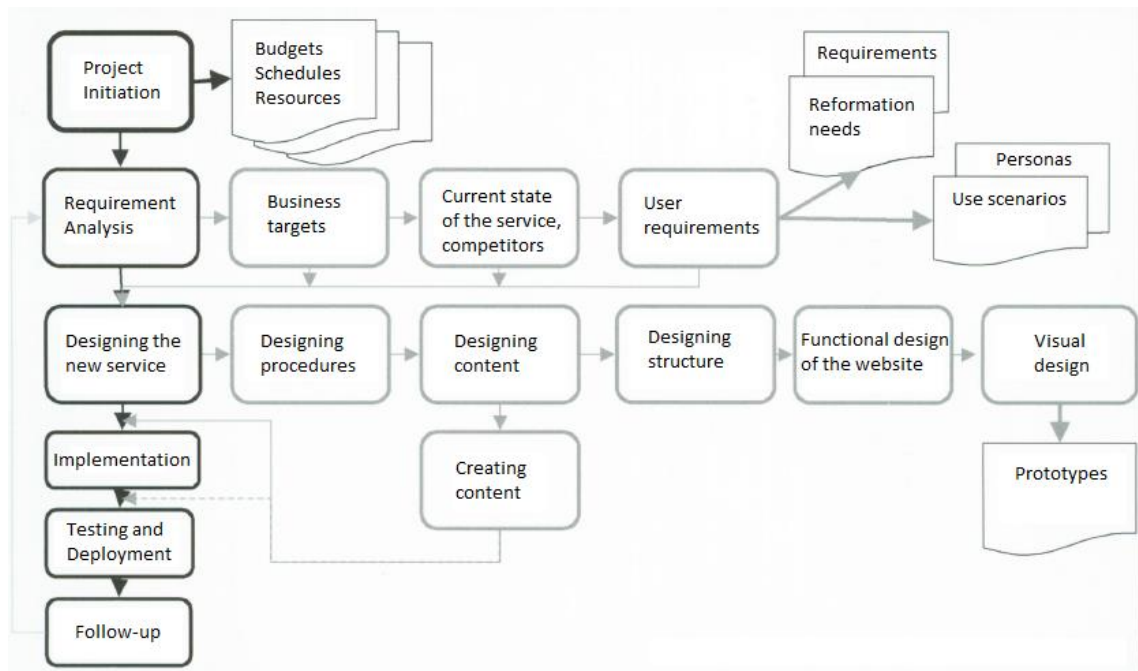 Project
Initiation
Budgets
Schedules
Resources
Requirements
Reformation
needs
Personas
Use scenarios
Requirement
Analysis
Business
targets
Current state
of the service,
competitors
User
requirements
Designing the
new service
Designing
procedures
Designing
content
Designing
structure
Functional design
of the website
Visual
design
Implementation
Creating
content
Prototypes
Testing and
Deployment
Follow-up